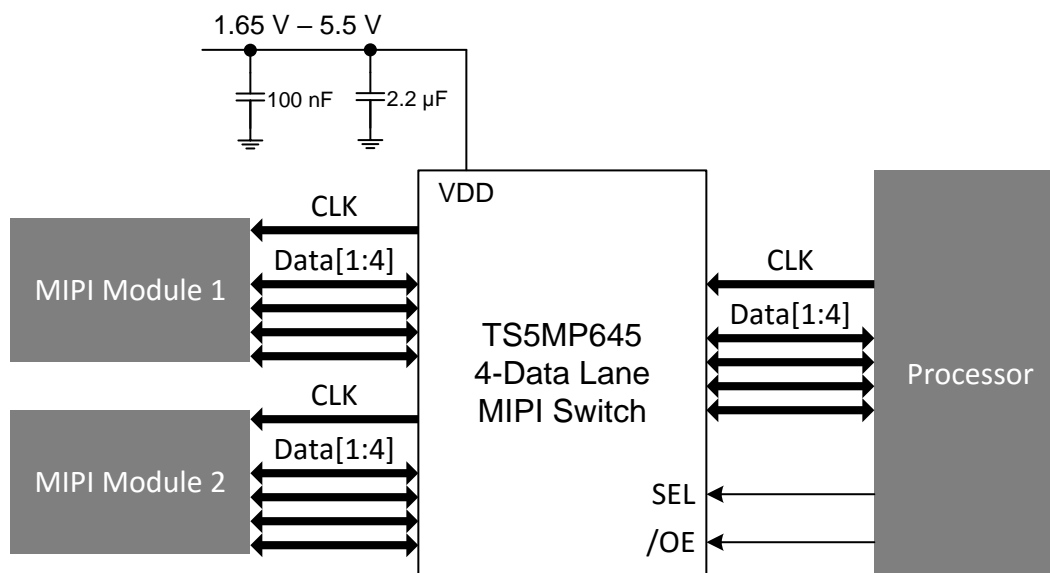 1.65 V – 5.5 V
100 nF
2.2 µF
VDD
CLK
Data[1:4]
MIPI Module 1
CLK
Data[1:4]
MIPI Module 2
TS5MP645
4-Data Lane
MIPI Switch
CLK
Data[1:4]
SEL
/OE
Processor